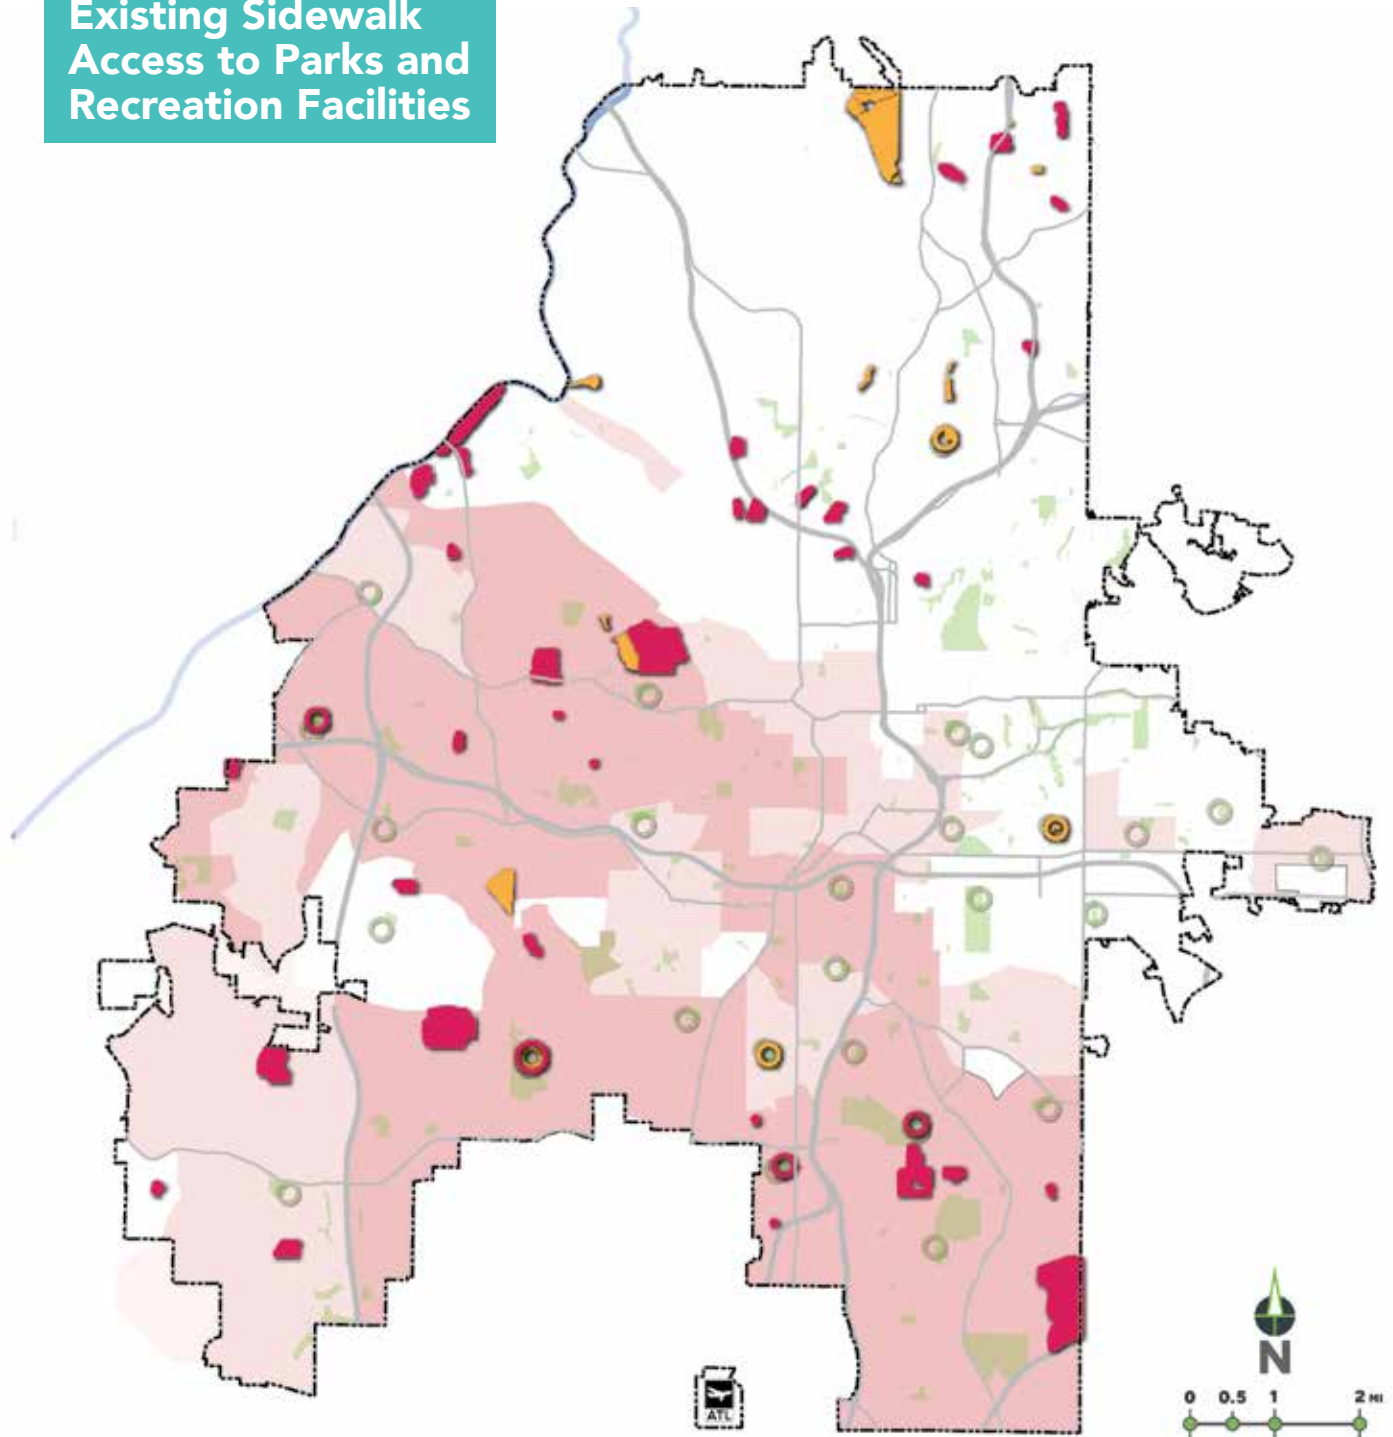 Existing Sidewalk
Access to Parks and
Recreation Facilities
ATL
N
0 0.5 1 2 MI